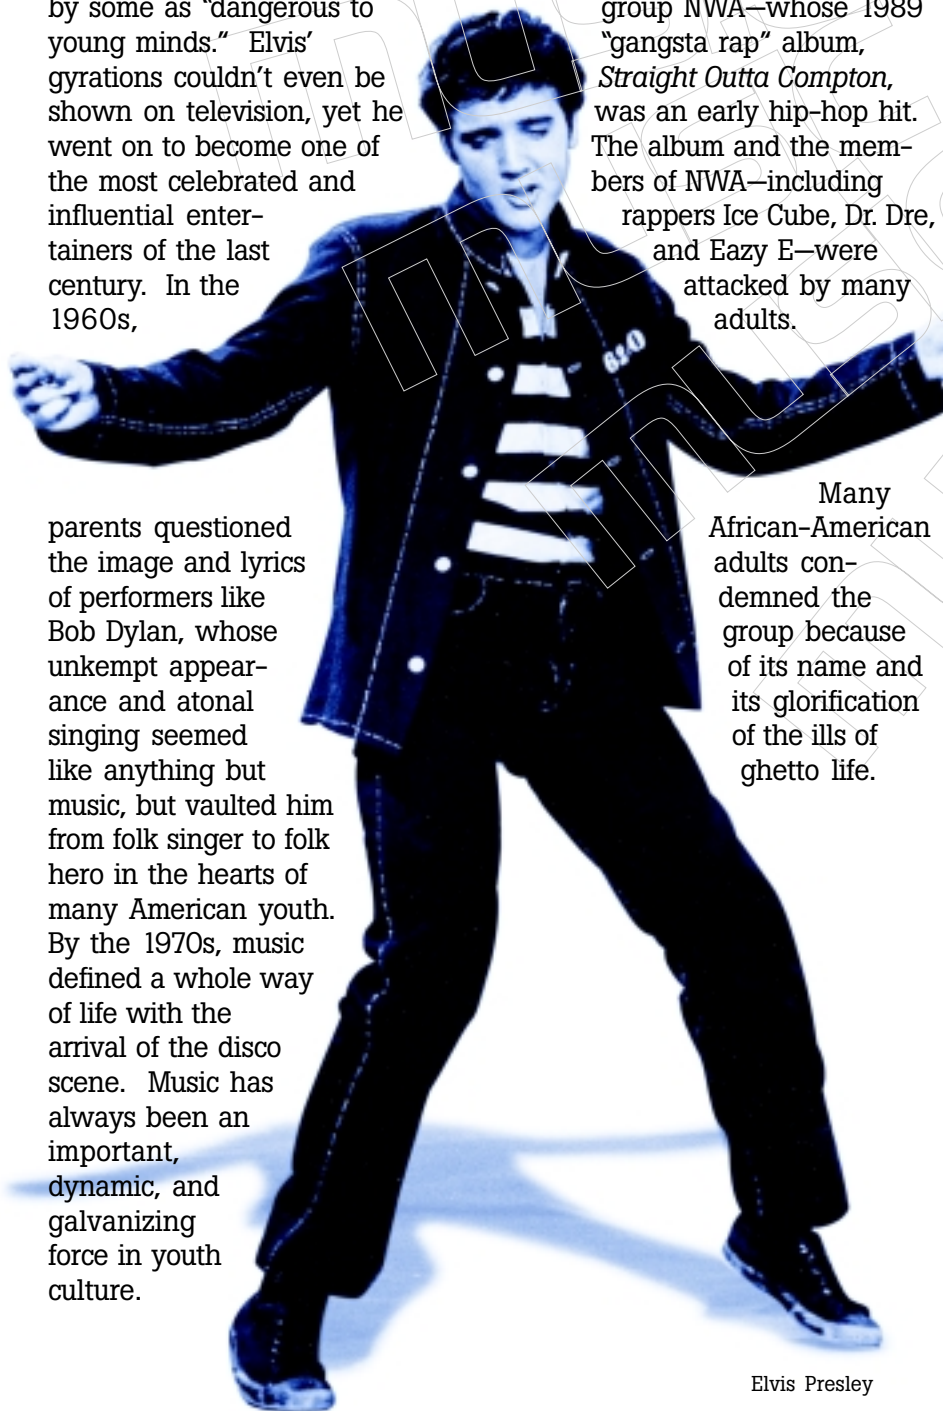 by some as “dangerous to
young minds.”  Elvis’
gyrations couldn’t even be
shown on television, yet he
went on to become one of
the most celebrated and
influential enter-
tainers of the last
century.  In the
1960s,
parents questioned
the image and lyrics
of performers like
Bob Dylan, whose
unkempt appear-
ance and atonal
singing seemed
like anything but
music, but vaulted him
from folk singer to folk
hero in the hearts of
many American youth.
By the 1970s, music
defined a whole way
of life with the
arrival of the disco
scene.  Music has
always been an
important,
dynamic, and
galvanizing
force in youth
culture.
group NWA—whose 1989
“gangsta rap” album,
Straight Outta Compton,
was an early hip-hop hit.
The album and the mem-
bers of NWA—including
rappers Ice Cube, Dr. Dre,
and Eazy E—were
attacked by many
adults.
Many
African-American
adults con-
demned the
group because
of its name and
its glorification
of the ills of
ghetto life.
music
music
music
6240
Elvis Presley